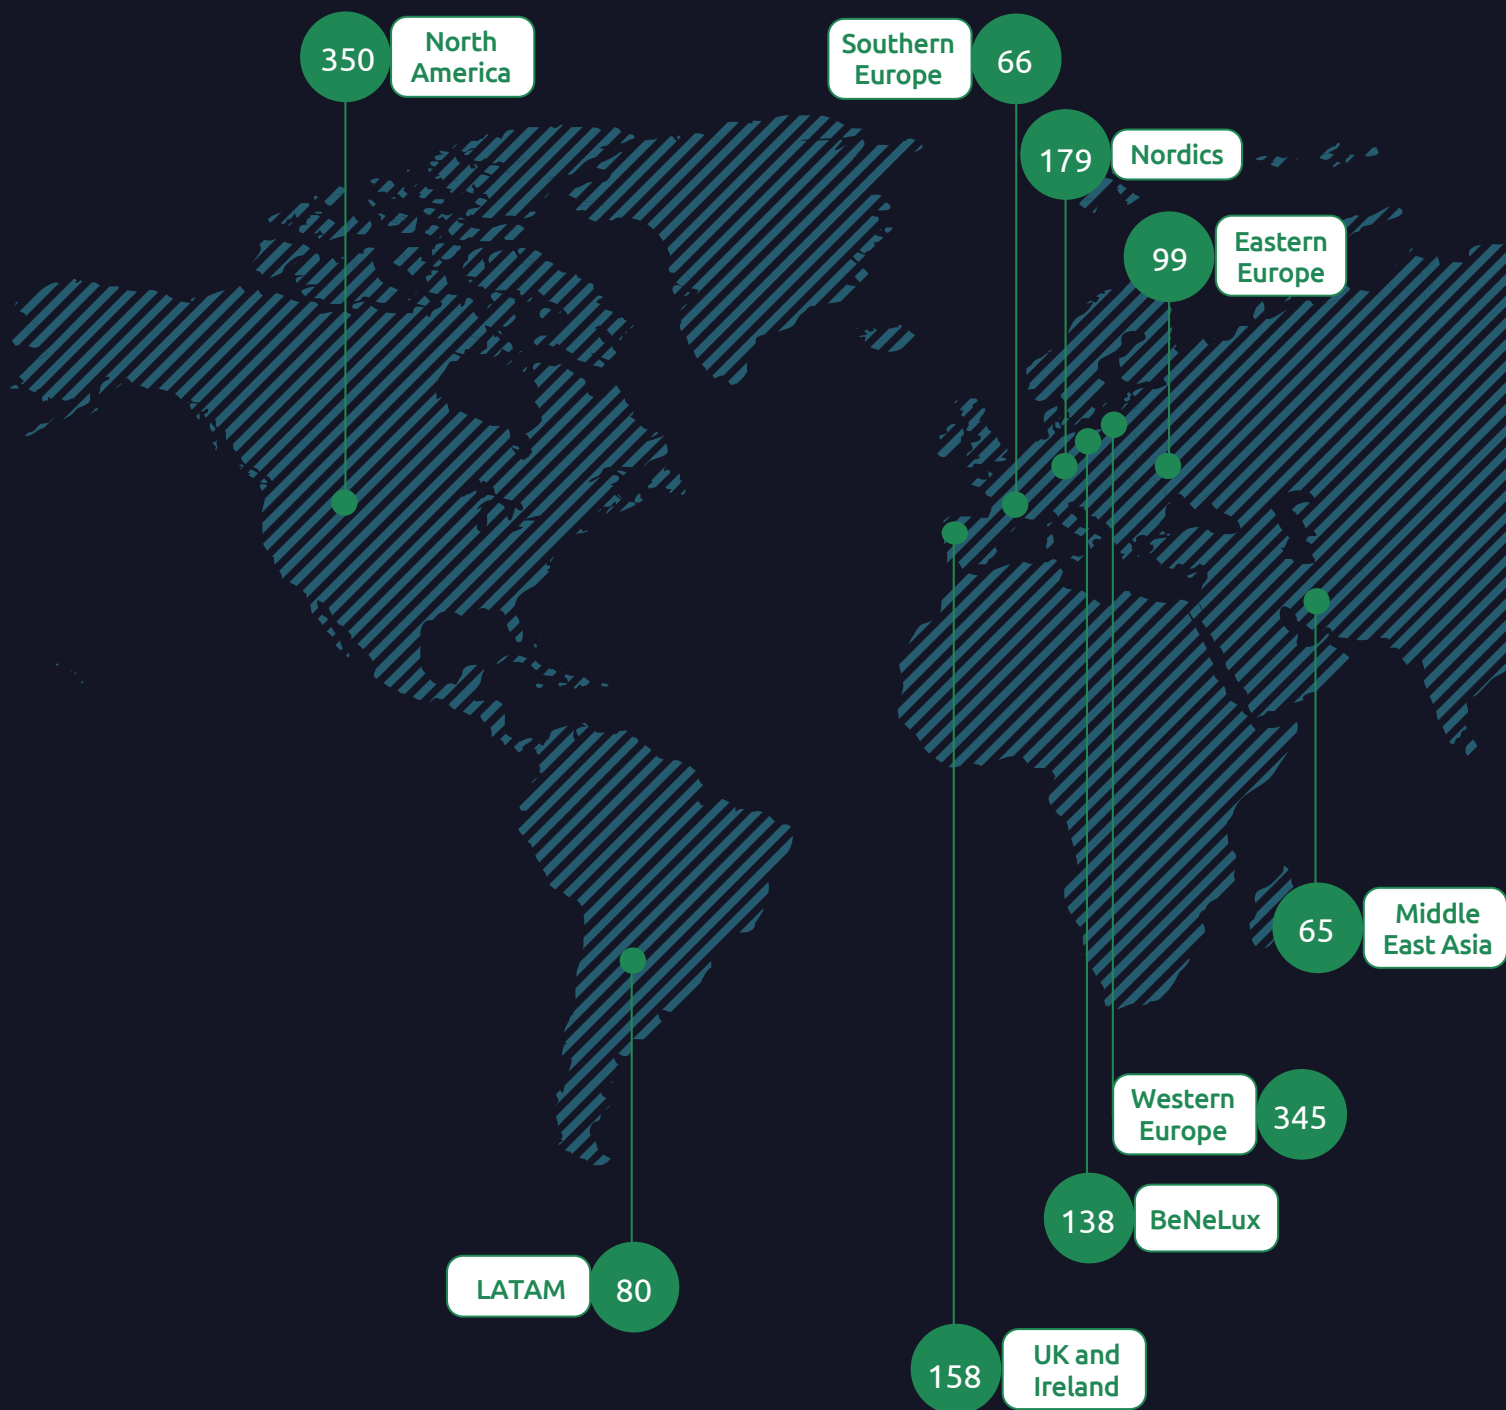 350
North
America
Southern
Europe
66
179
Nordics
99
Eastern
Europe
65
Middle
East Asia
Western
Europe
345
138
BeNeLux
LATAM
80
158
UK and
Ireland